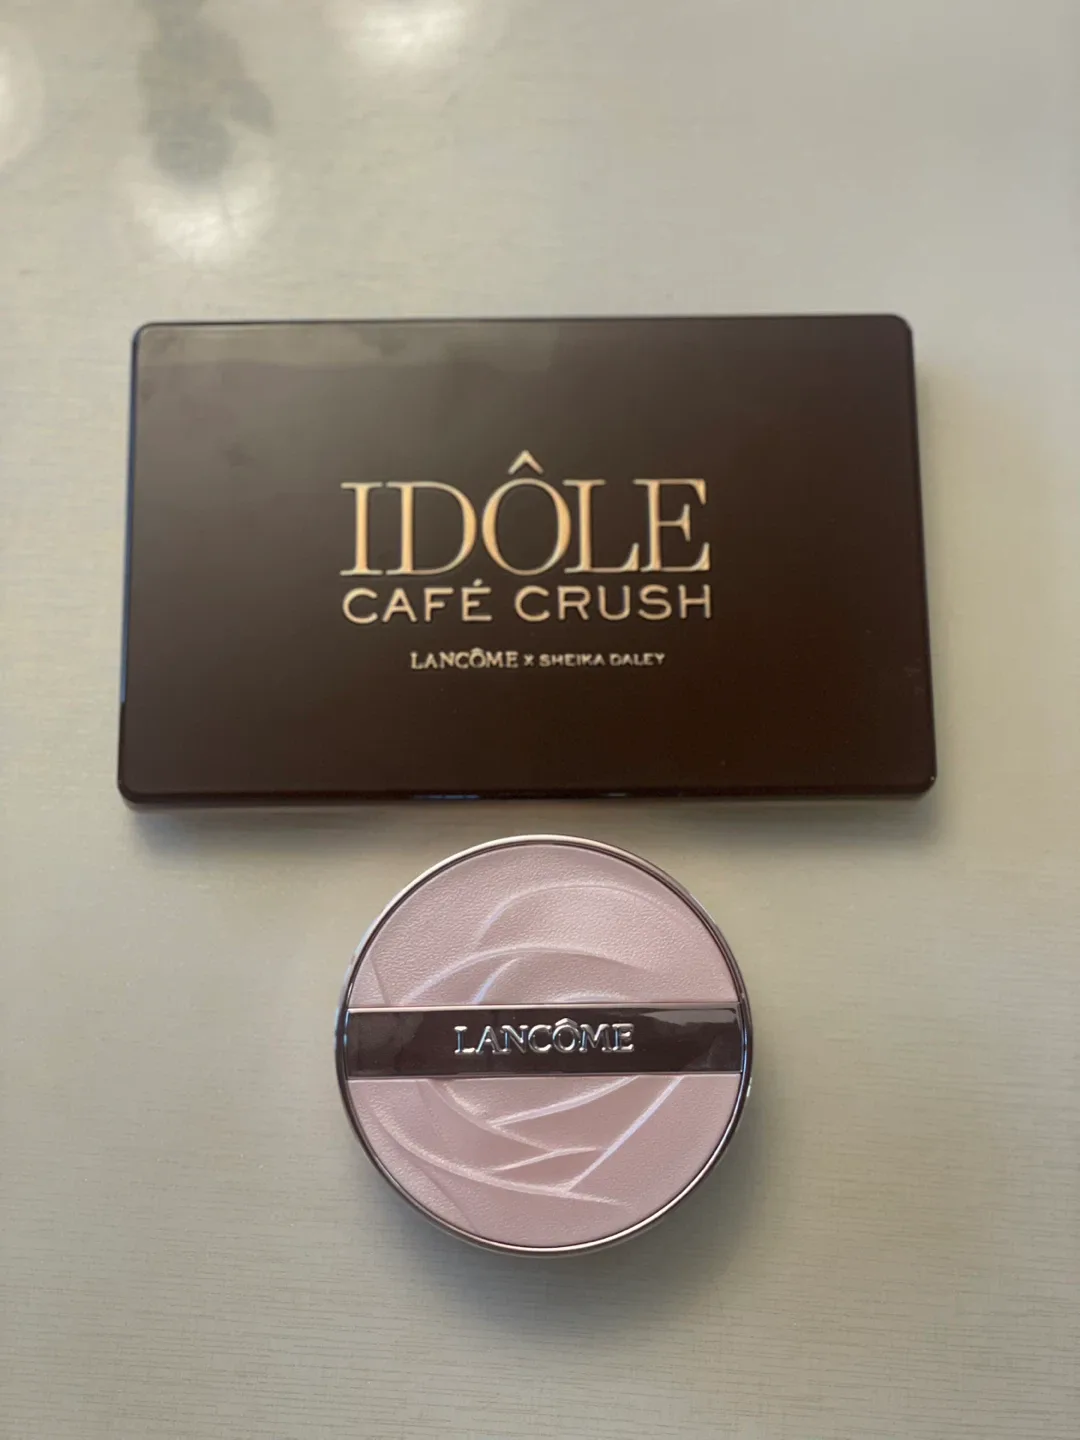 IDÔLE
CAFÉ CRUSH
LANCÔME X SHEIKA DALEY
LANCÔME